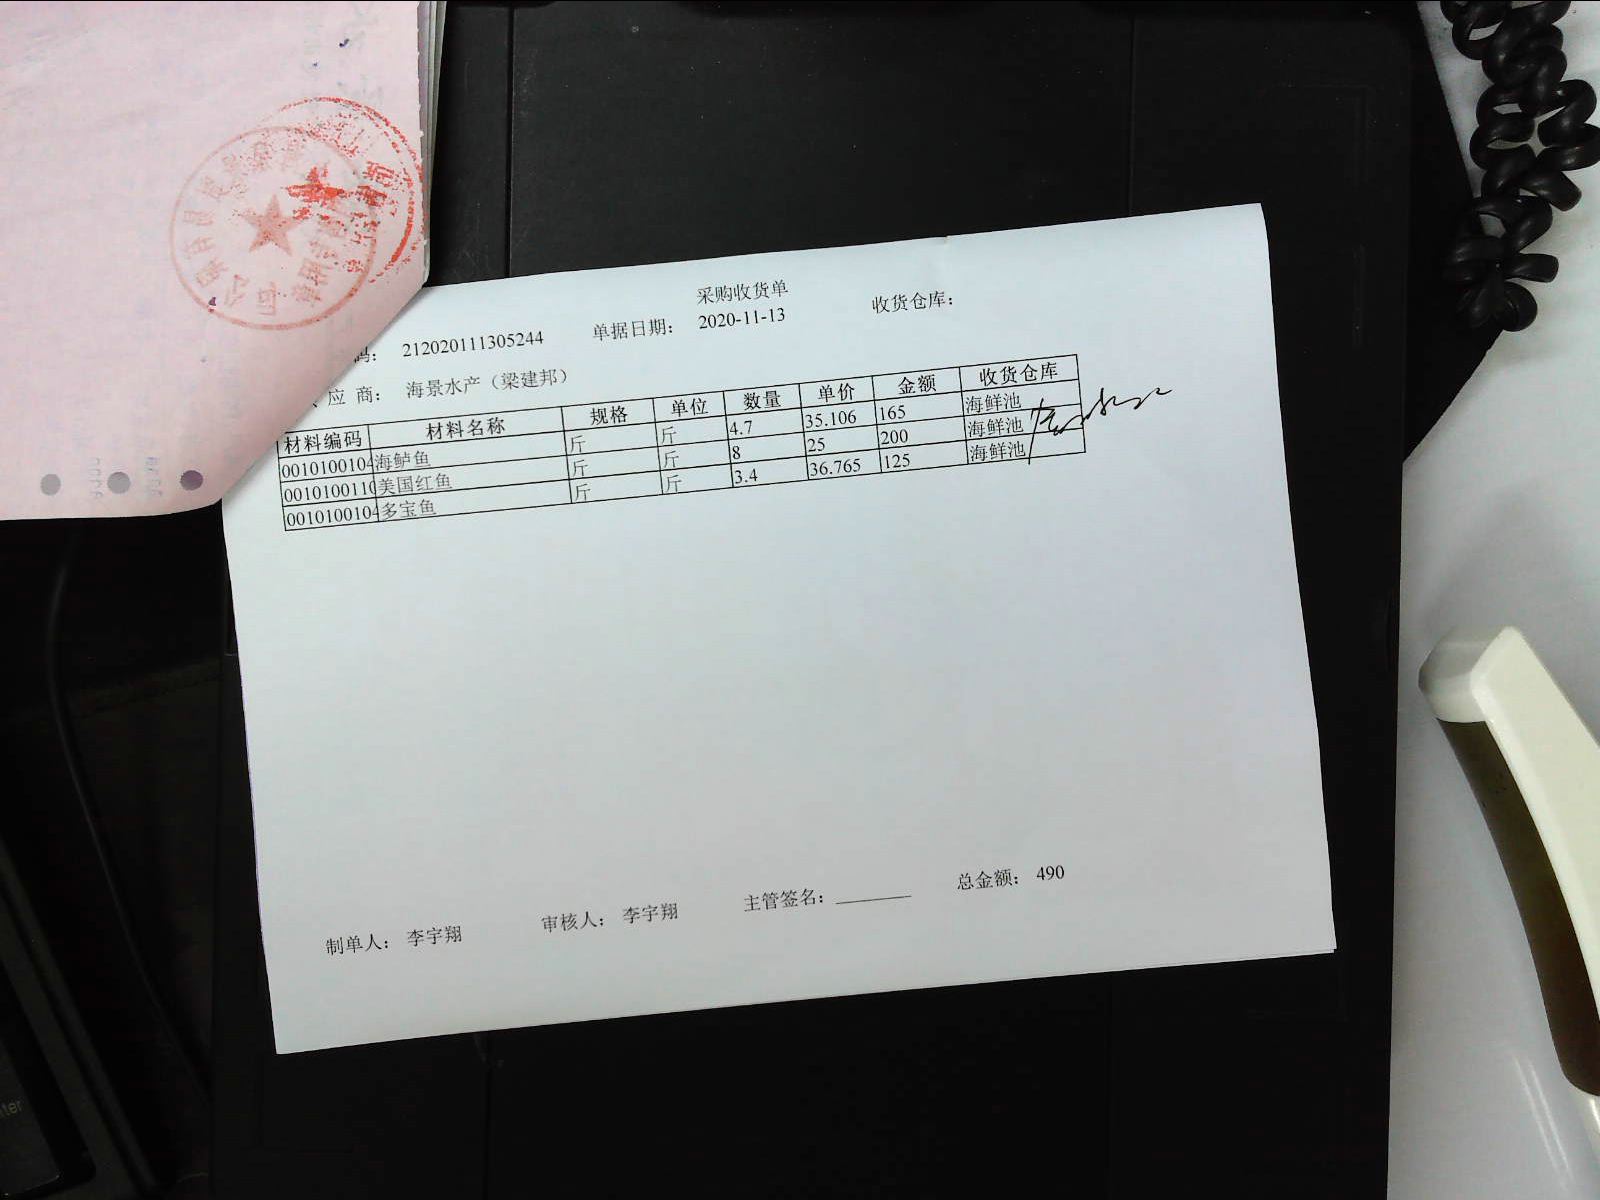 采购收货单
码： 212020111305244 单据日期： 2020-11-13 收货仓库：
应 商： 海景水产（梁建邦）
材料编码 材料名称 规格 单位 数量 单价 金额 收货仓库
0010100104 海鲈鱼 斤 斤 4.7 35.106 165 海鲜池
0010100110 美国红鱼 斤 斤 8 25 200 海鲜池
0010100104 多宝鱼 斤 斤 3.4 36.765 125 海鲜池
制单人： 李宇翔 审核人： 李宇翔 主管签名： 总金额： 490